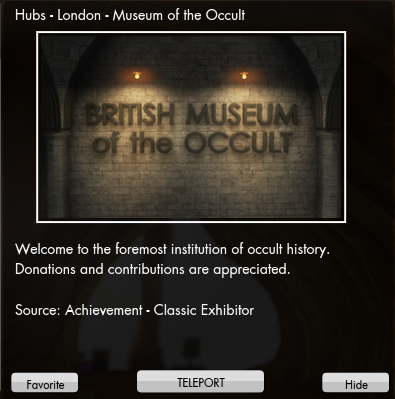 Hubs - London - Museum of the Occult
BRITISH MUSEUM
of the OCCULT
Welcome to the foremost institution of occult history.
Donations and contributions are appreciated.
Source: Achievement - Classic Exhibitor
Favorite
TELEPORT
Hide